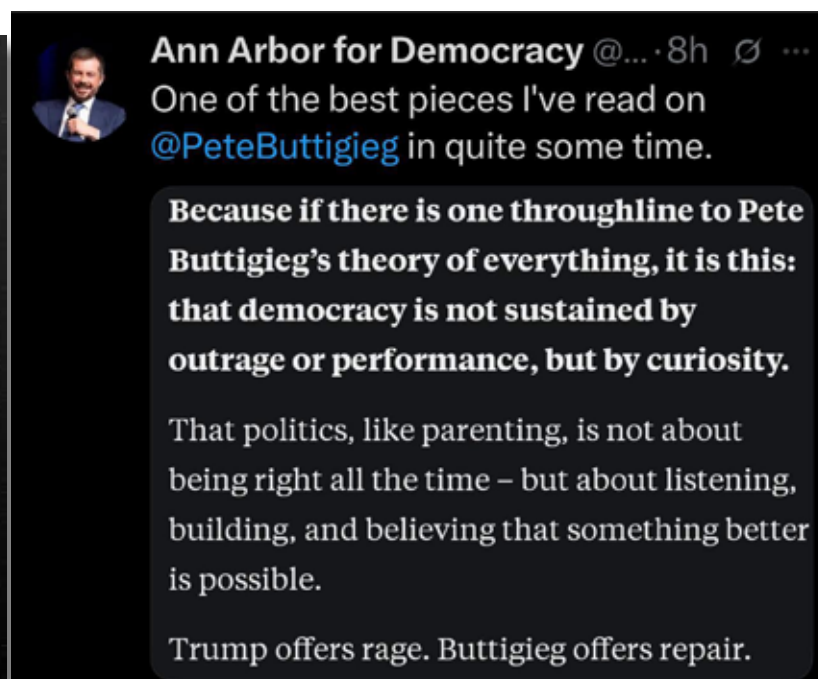 Ann Arbor for Democracy @... · 8h ...
One of the best pieces I've read on
@PeteButtigieg in quite some time.
Because if there is one throughline to Pete
Buttigieg’s theory of everything, it is this:
that democracy is not sustained by
outrage or performance, but by curiosity.
That politics, like parenting, is not about
being right all the time – but about listening,
building, and believing that something better
is possible.
Trump offers rage. Buttigieg offers repair.